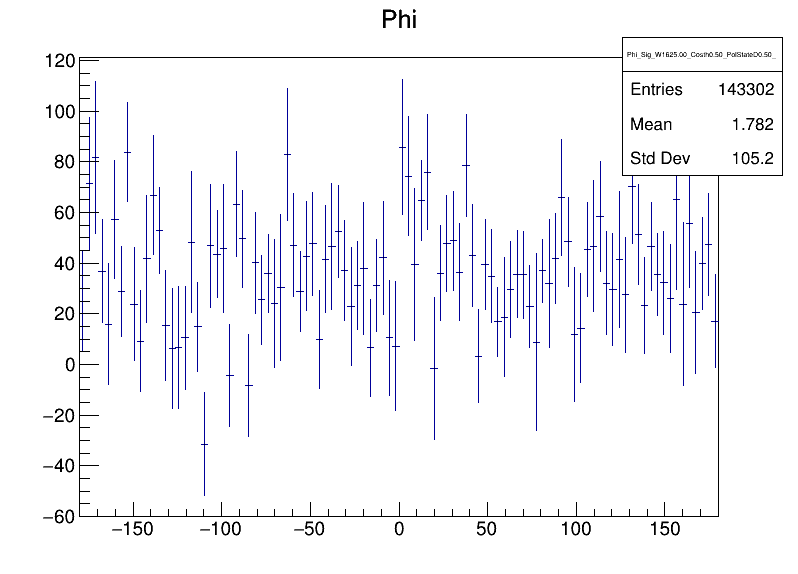 Phi
Phi_Sig_W1625.00_Costh0.50_PolStateD0.50_
Entries 143302
Mean 1.782
Std Dev 105.2
120
100
80
60
40
20
0
−20
−40
−60
−150 −100 −50 0 50 100 150